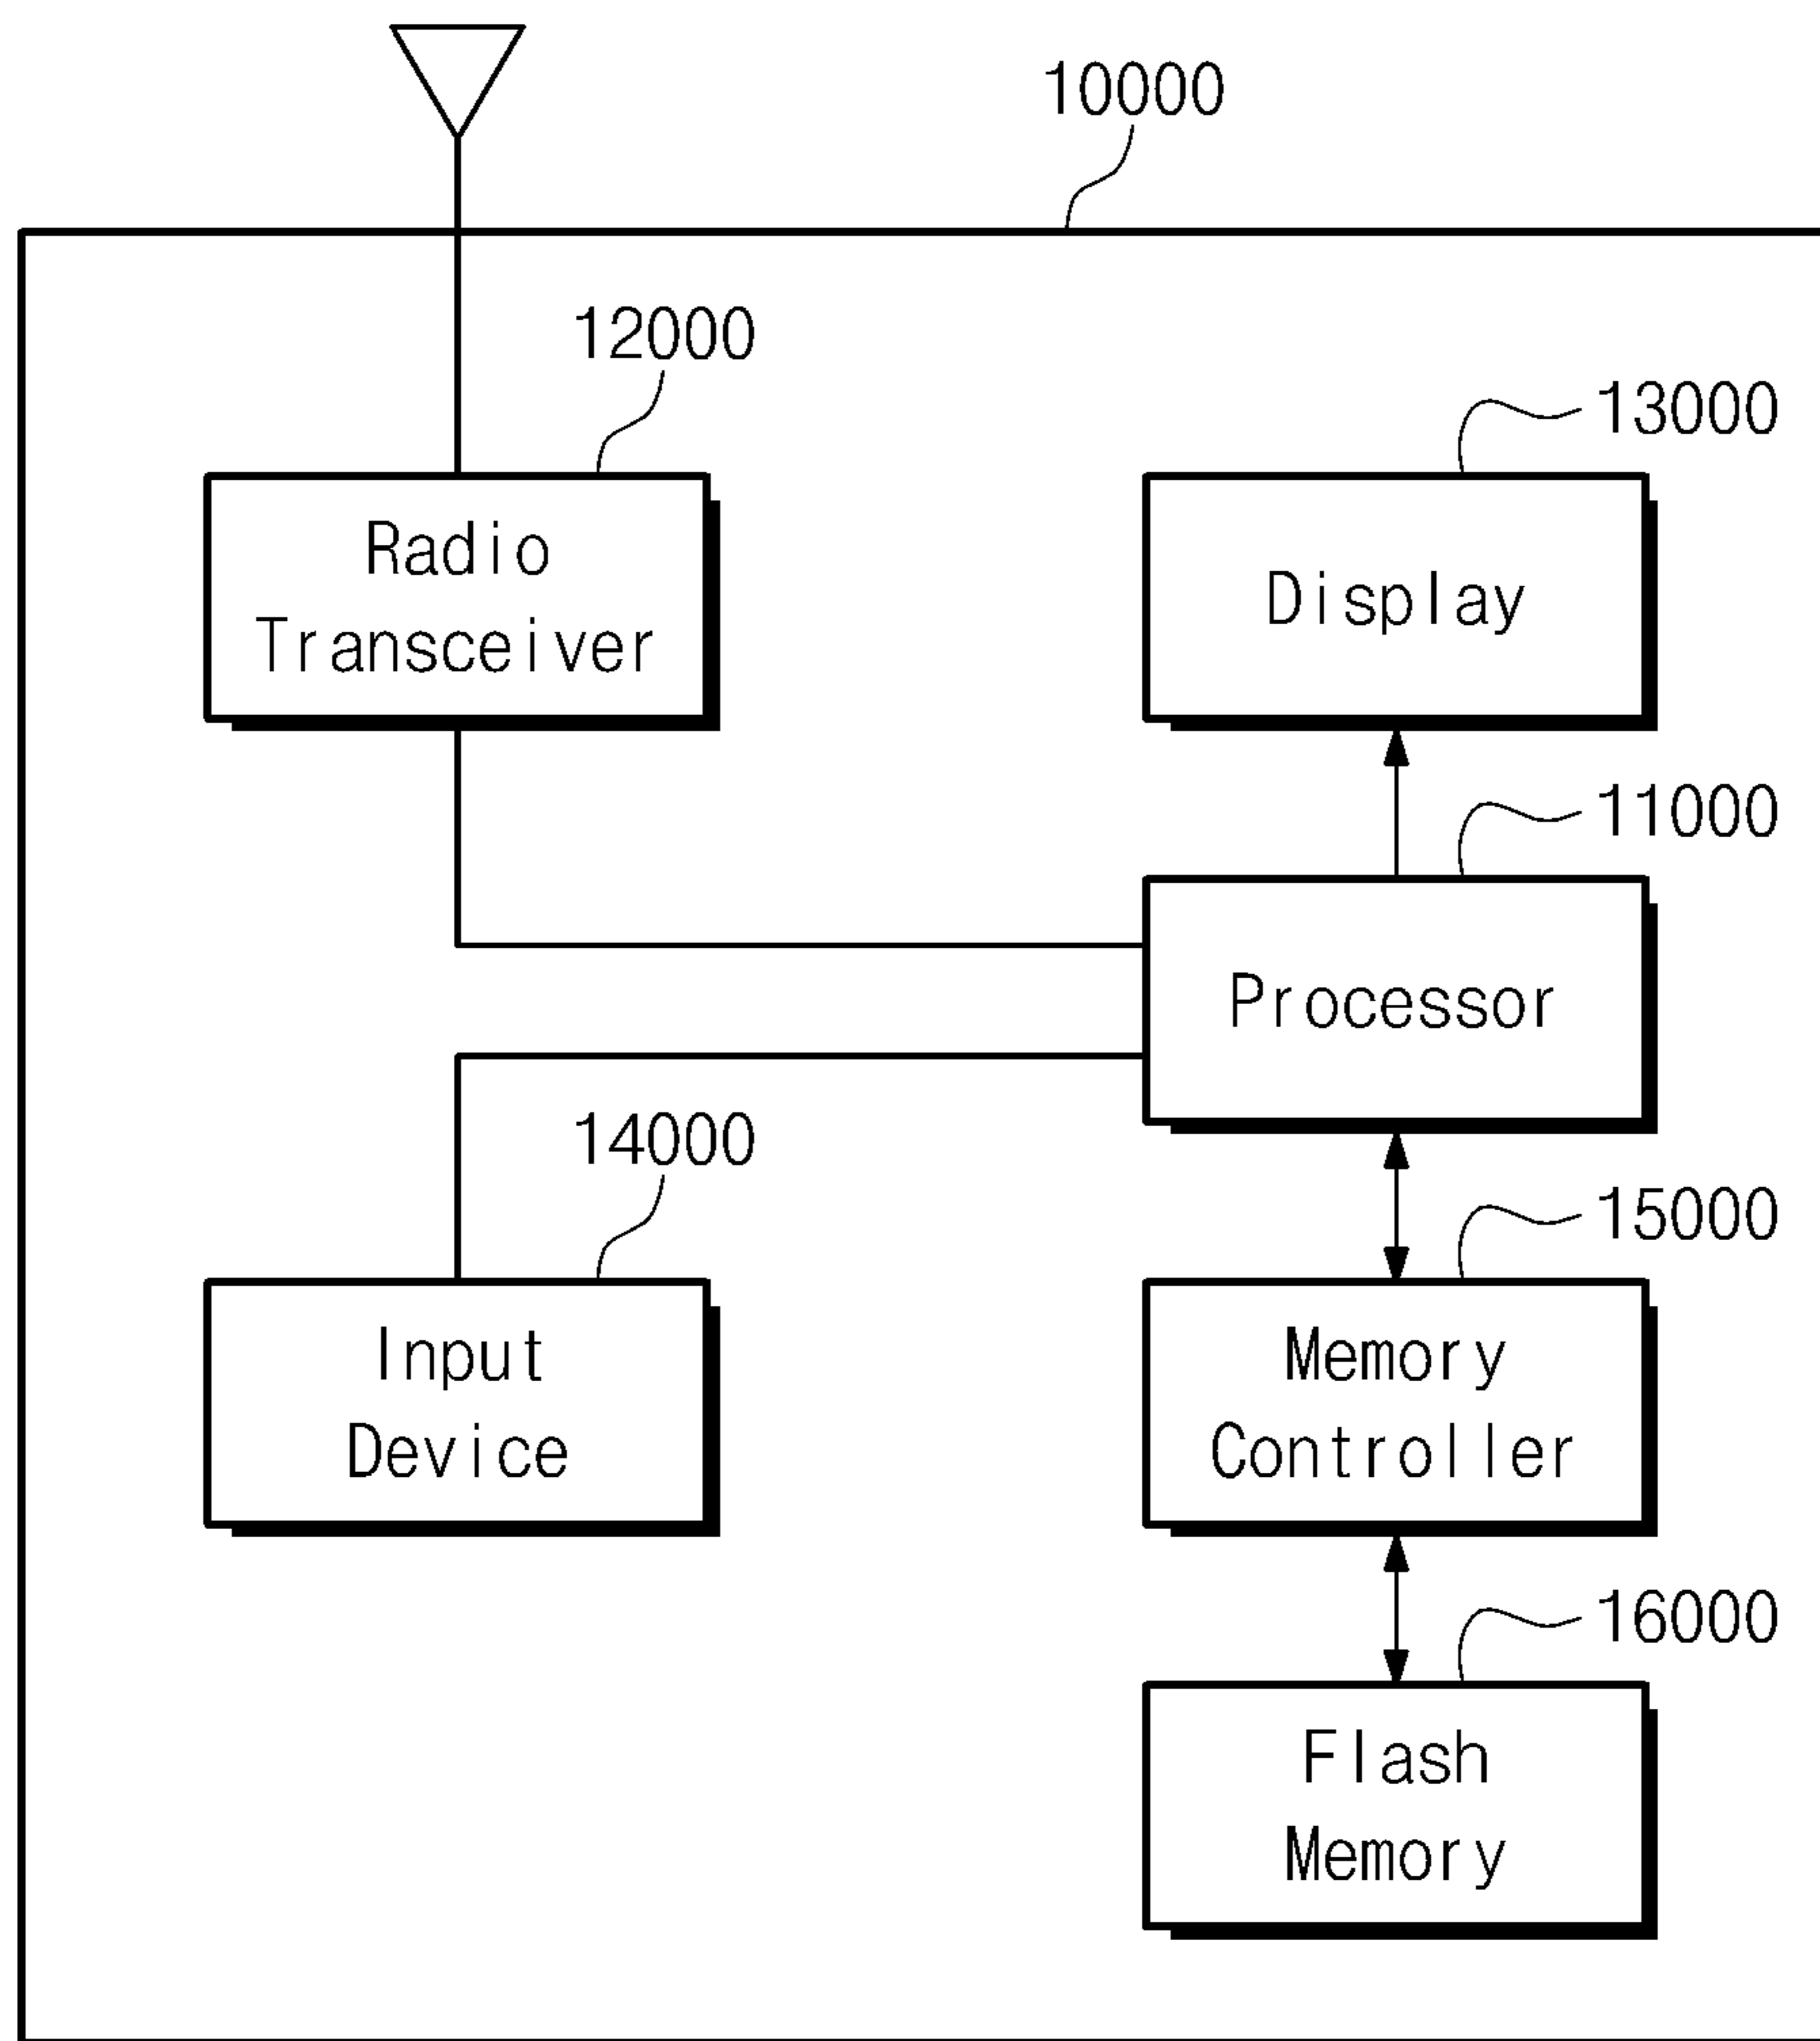 10000
12000
13000
Radio
Transceiver
Display
11000
Processor
14000
15000
Input
Device
Memory
Controller
16000
Flash
Memory